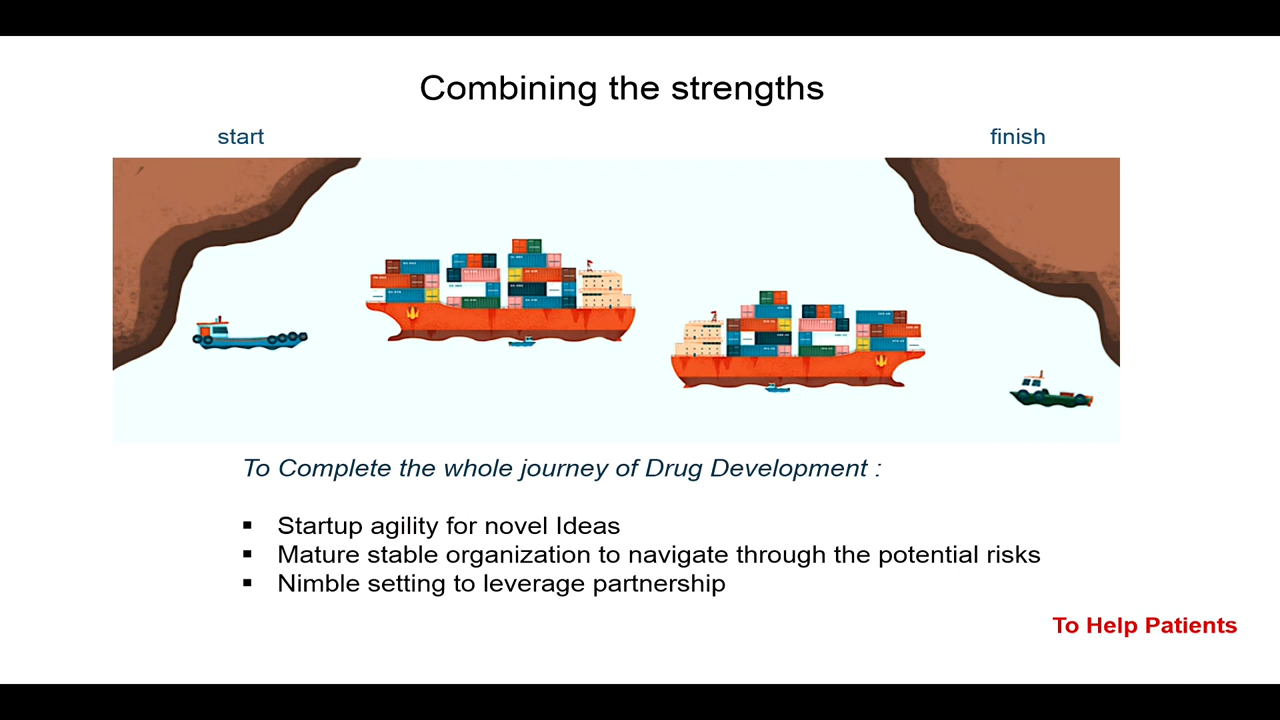 Combining the strengths
start
finish
To Complete the whole journey of Drug Development :
▪ Startup agility for novel Ideas
▪ Mature stable organization to navigate through the potential risks
▪ Nimble setting to leverage partnership
To Help Patients